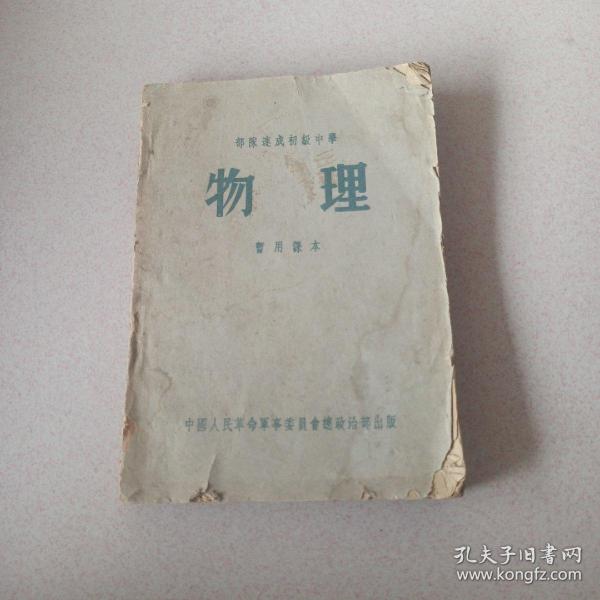 部隊速成初級中學
物理
暫用課本
中國人民革命軍事委員會總政治部出版
孔夫子旧書网
www.kongfz.com